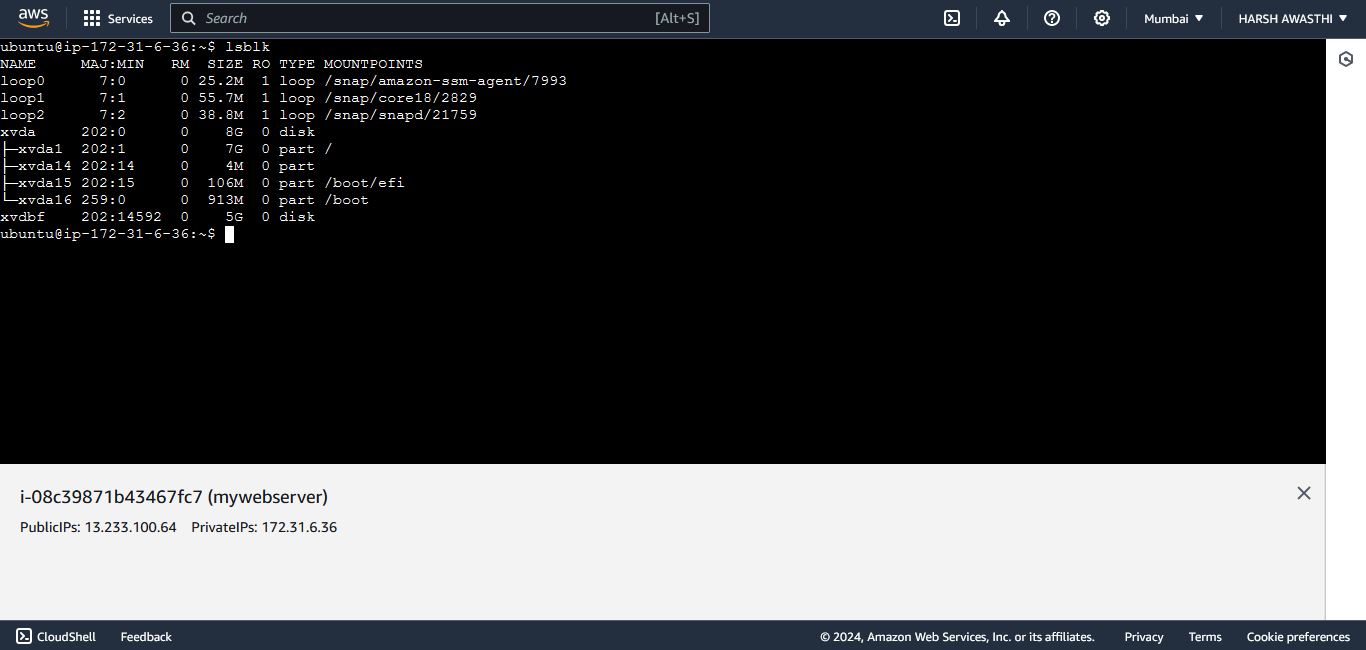 aws Services Search [Alt+S] Mumbai HARSH AWASTHI
ubuntu@ip-172-31-6-36:~$ lsblk
NAME     MAJ:MIN   RM  SIZE RO TYPE MOUNTPOINTS
loop0      7:0      0 25.2M  1 loop /snap/amazon-ssm-agent/7993
loop1      7:1      0 55.7M  1 loop /snap/core18/2829
loop2      7:2      0 38.8M  1 loop /snap/snapd/21759
xvda     202:0      0    8G  0 disk
├─xvda1  202:1      0    7G  0 part /
├─xvda14 202:14     0    4M  0 part
├─xvda15 202:15     0  106M  0 part /boot/efi
└─xvda16 259:0      0  913M  0 part /boot
xvdbf    202:14592  0    5G  0 disk
ubuntu@ip-172-31-6-36:~$
i-08c39871b43467fc7 (mywebserver)
PublicIPs: 13.233.100.64 PrivateIPs: 172.31.6.36
CloudShell Feedback © 2024, Amazon Web Services, Inc. or its affiliates. Privacy Terms Cookie preferences